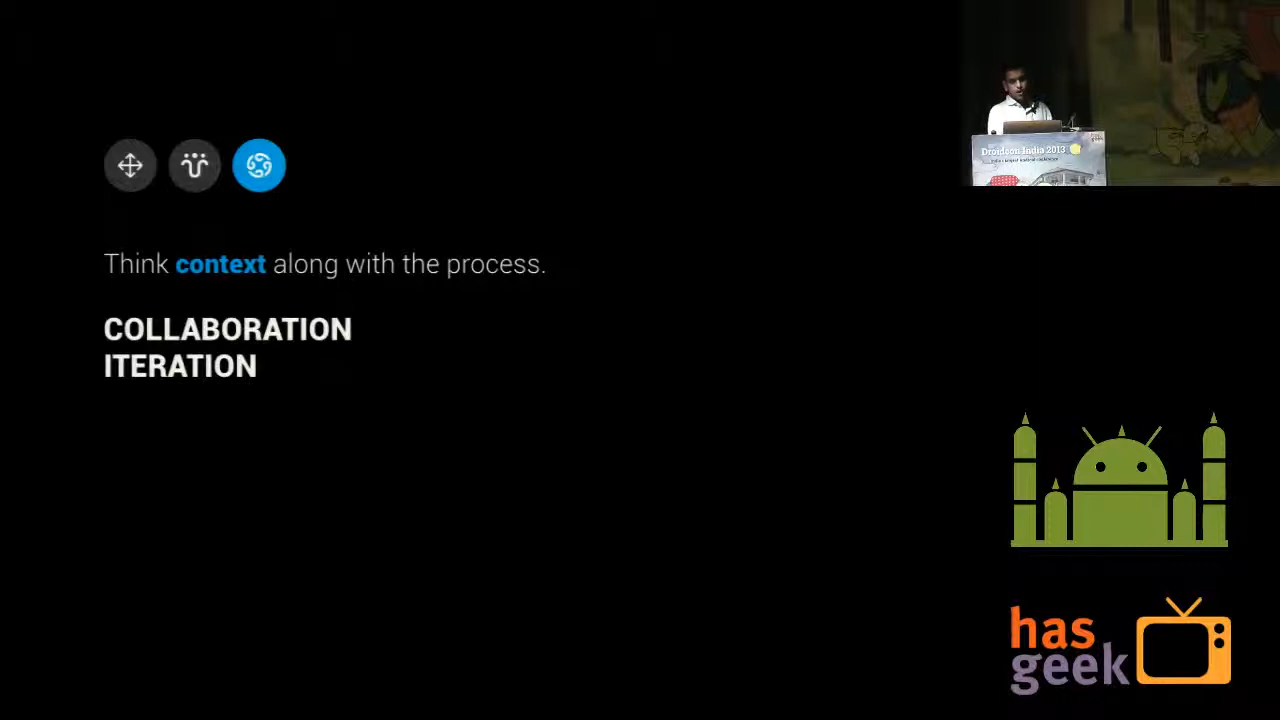 Think context along with the process.
COLLABORATION
ITERATION
Droidcon India 2013
has
geek